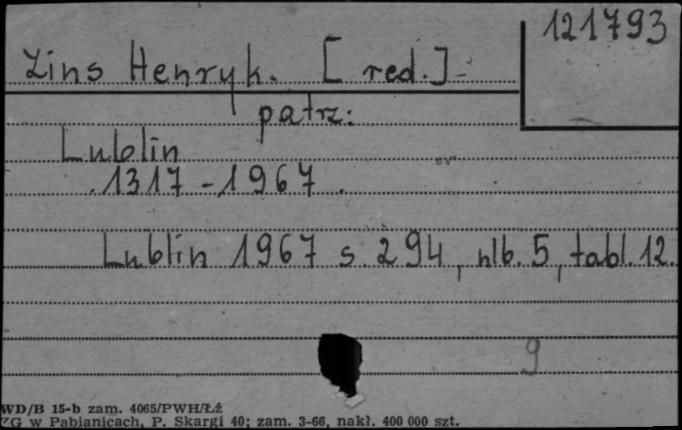 121793
Zins Henryk. [red.]-
patrz:
Lublin
1317-1967.
Lublin 1967 s. 294, nlb. 5, tabl. 12.
9
WD/B 15-b zam. 4065/PWH/Łź
ZG w Pabianicach, P. Skargi 40; zam. 3-66, nakł. 400 000 szt.